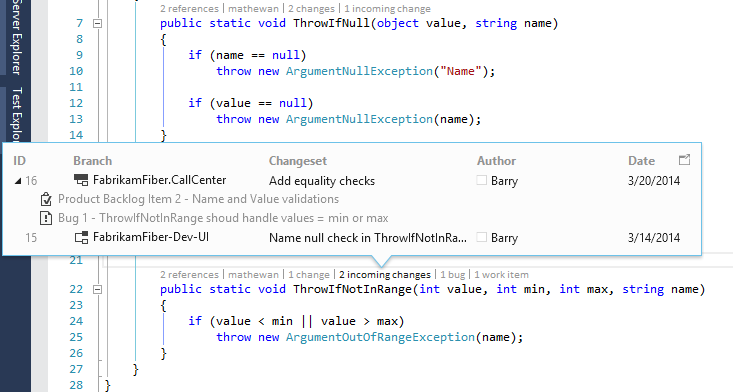 Server Explorer
Test Explo
2 references | mathewan | 2 changes | 1 incoming change
7 public static void ThrowIfNull(object value, string name)
8 {
9 if (name == null)
10 throw new ArgumentNullException("Name");
11
12 if (value == null)
13 throw new ArgumentNullException(name);
14 }
ID Branch Changeset Author Date
16 FabrikamFiber.CallCenter Add equality checks Barry 3/20/2014
Product Backlog Item 2 - Name and Value validations
Bug 1 - ThrowIfNotInRange shoud handle values = min or max
15 FabrikamFiber-Dev-UI Name null check in ThrowIfNotInRa... Barry 3/14/2014
21
2 references | mathewan | 1 change | 2 incoming changes | 1 bug | 1 work item
22 public static void ThrowIfNotInRange(int value, int min, int max, string name)
23 {
24 if (value < min || value > max)
25 throw new ArgumentOutOfRangeException(name);
26 }
27 }
28 }